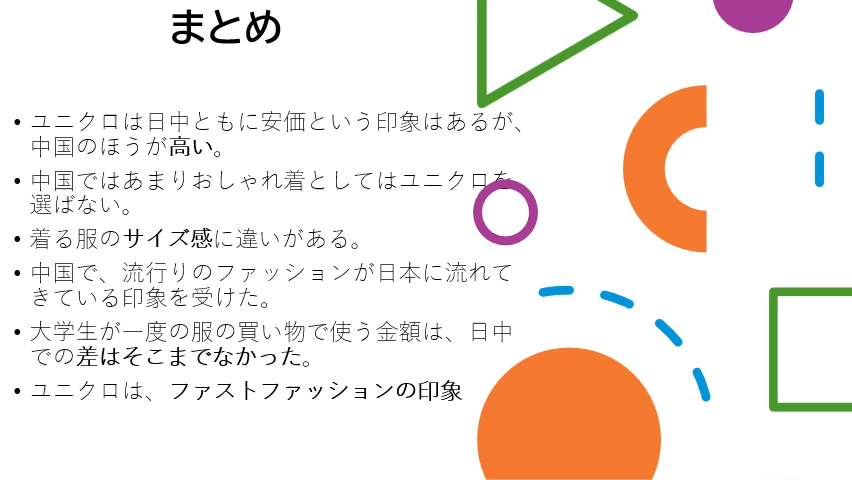 まとめ
• ユニクロは日中ともに安価という印象はあるが、
中国のほうが高い。
• 中国ではあまりおしゃれ着としてはユニクロを
選ばない。
• 着る服のサイズ感に違いがある。
• 中国で、流行りのファッションが日本に流れて
きている印象を受けた。
• 大学生が一度の服の買い物で使う金額は、日中
での差はそこまでなかった。
• ユニクロは、ファストファッションの印象